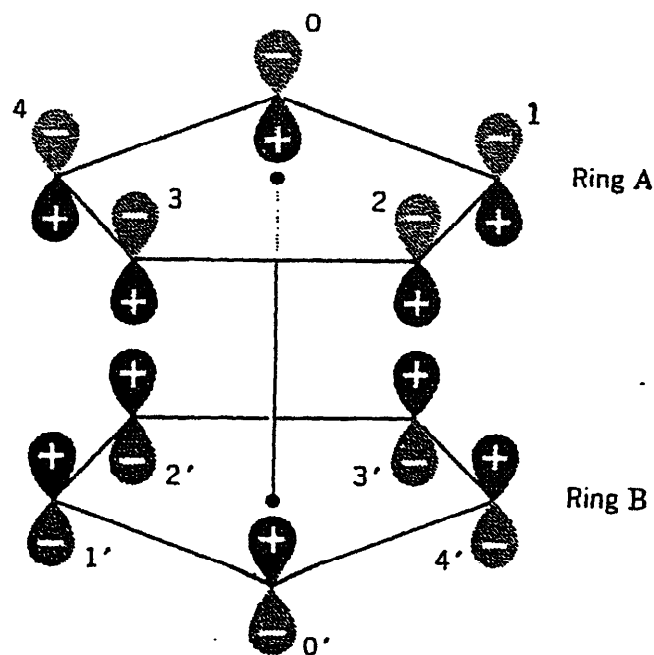 0
− 
4 − + − 1
Ring A
+ − 3 2 − +
+ +
+ +
+ − 2′ 3′ − +
Ring B
− 1′ + 4′ −
− 0′